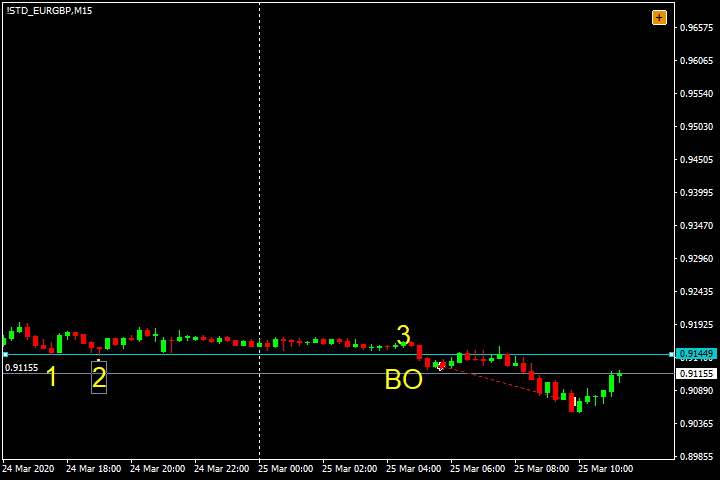 !STD_EURGBP,M15
+
0.96575
0.96065
0.95540
0.95030
0.94505
0.93995
0.93470
0.92960
0.92435
0.91925
3
0.91449
0.91155
0.91155
1
2
BO
0.90890
0.90380
0.89855
24 Mar 2020
24 Mar 18:00
24 Mar 20:00
24 Mar 22:00
25 Mar 00:00
25 Mar 02:00
25 Mar 04:00
25 Mar 06:00
25 Mar 08:00
25 Mar 10:00